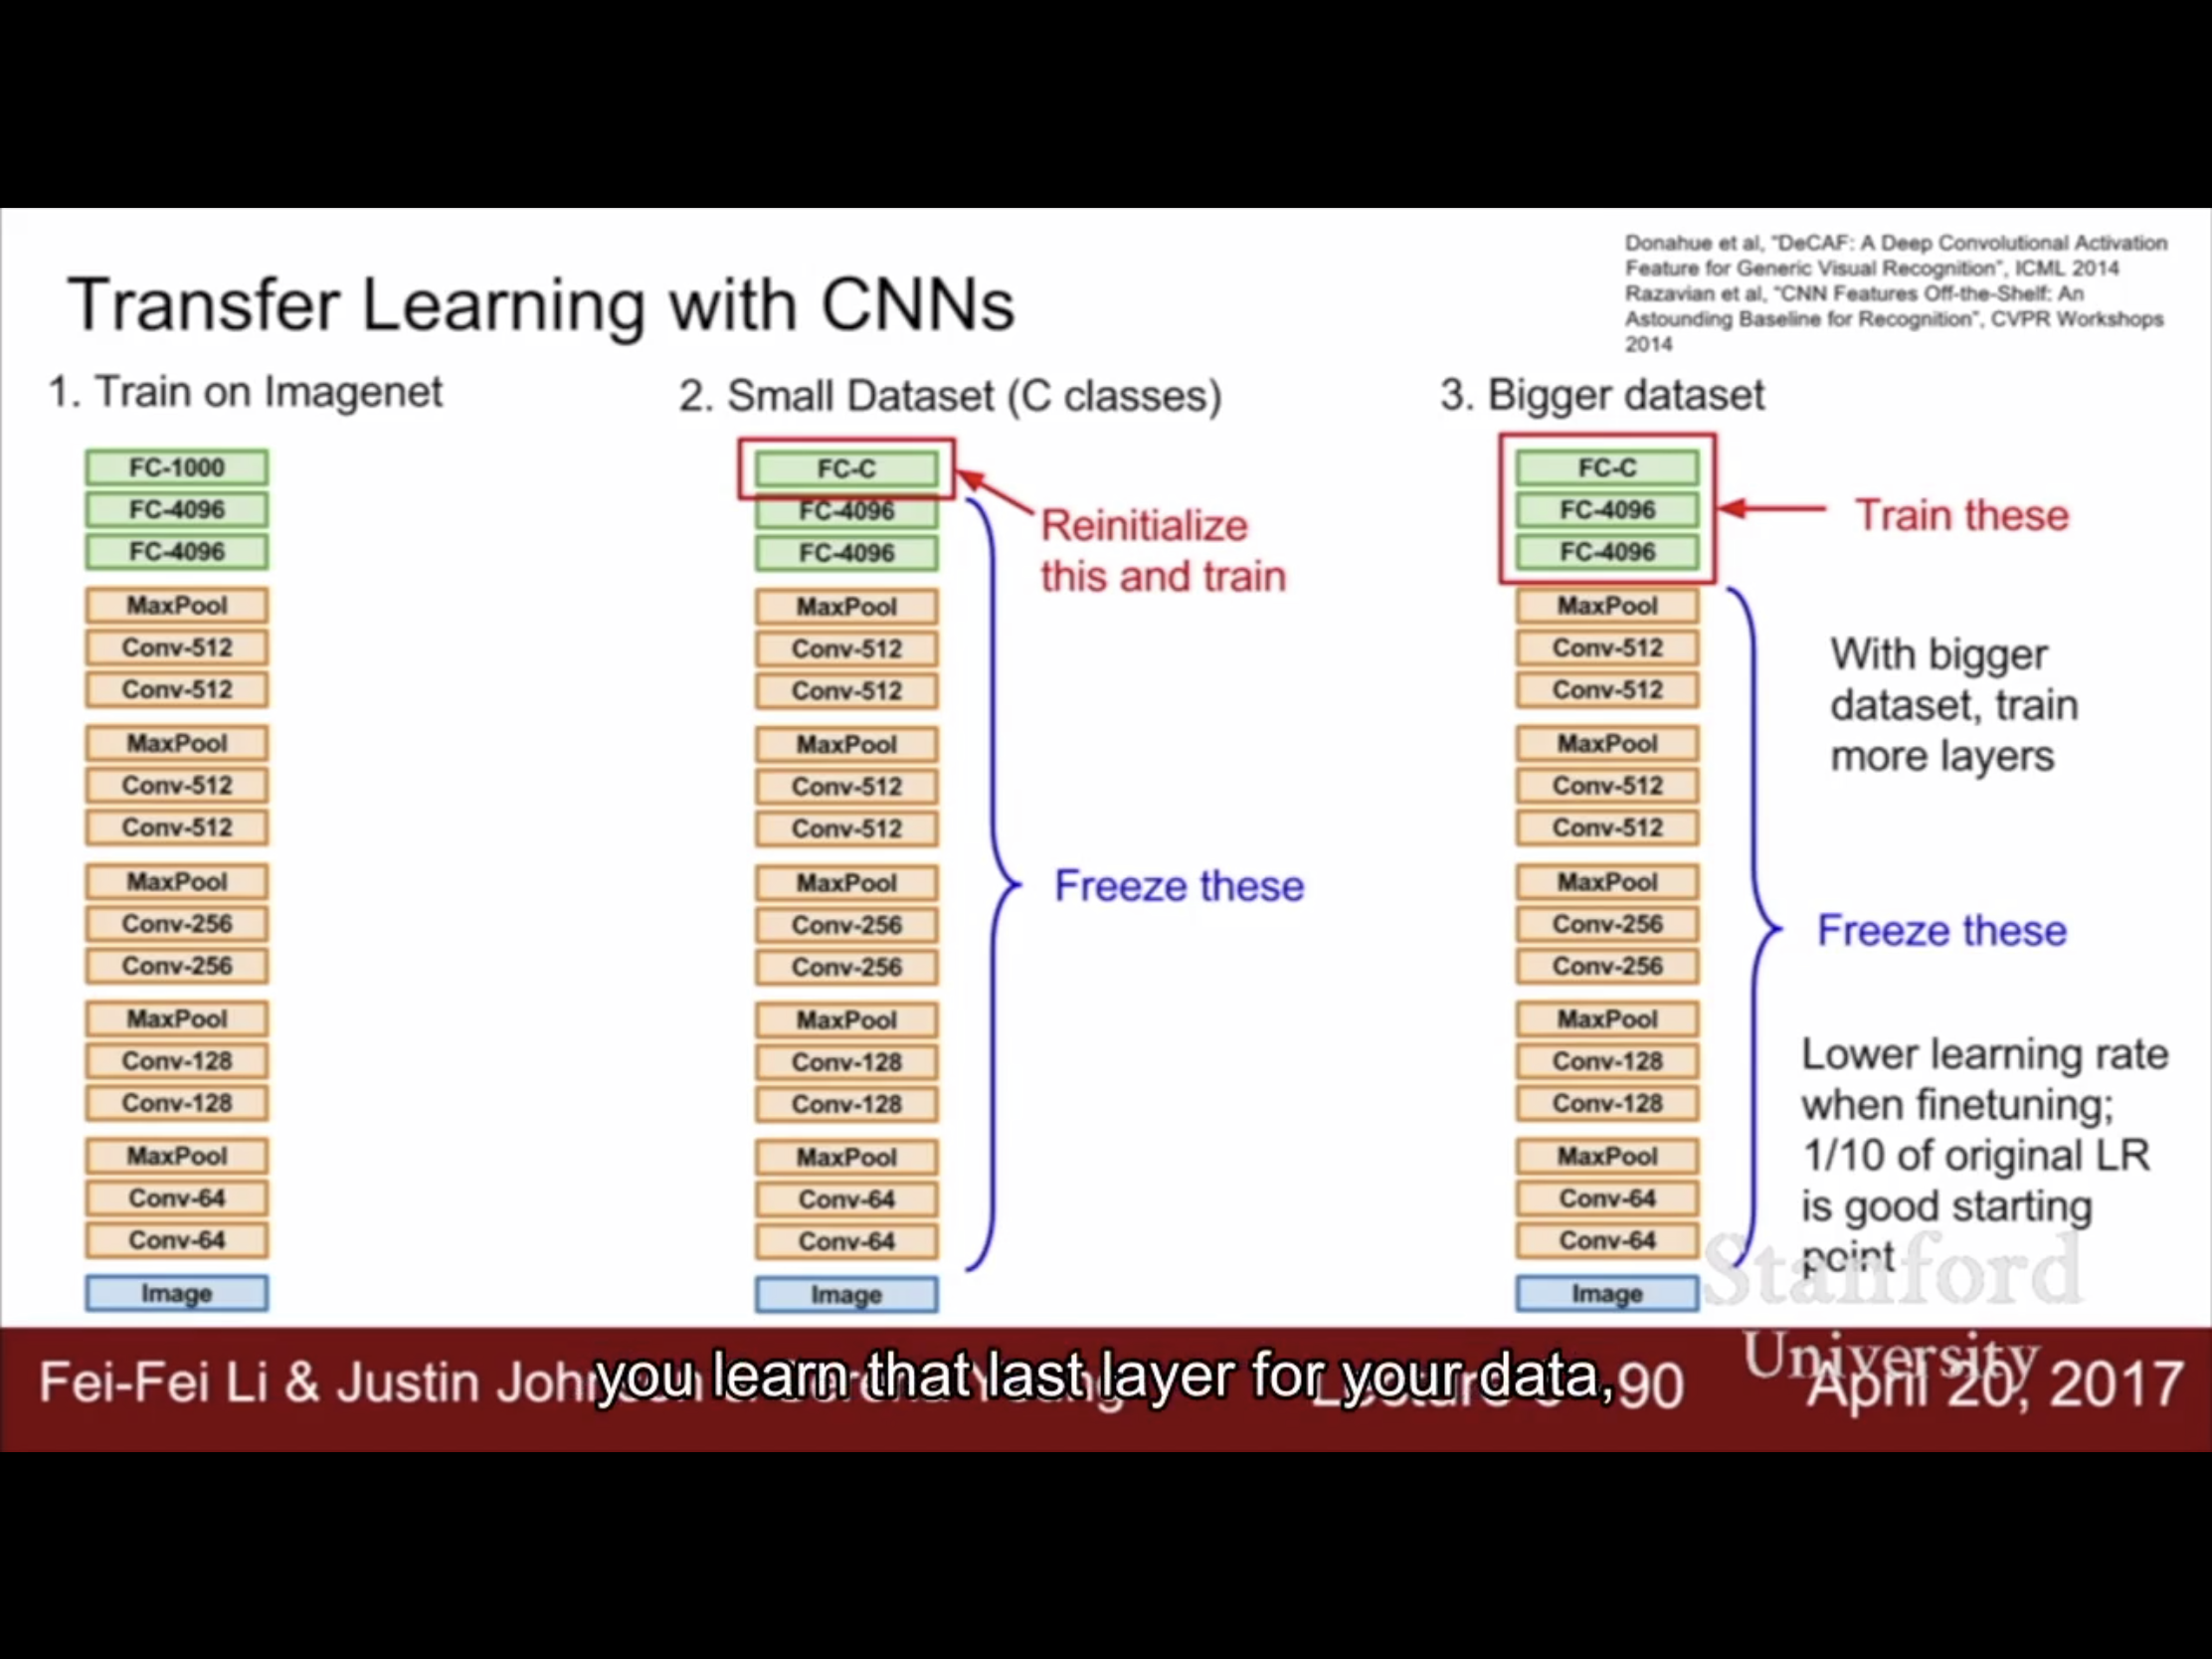 Transfer Learning with CNNs
Donahue et al, "DeCAF: A Deep Convolutional Activation
Feature for Generic Visual Recognition", ICML 2014
Razavian et al, "CNN Features Off-the-Shelf: An
Astounding Baseline for Recognition", CVPR Workshops
2014
1. Train on Imagenet
FC-1000
FC-4096
FC-4096
MaxPool
Conv-512
Conv-512
MaxPool
Conv-512
Conv-512
MaxPool
Conv-256
Conv-256
MaxPool
Conv-128
Conv-128
MaxPool
Conv-64
Conv-64
Image
2. Small Dataset (C classes)
FC-C
FC-4096
FC-4096
MaxPool
Conv-512
Conv-512
MaxPool
Conv-512
Conv-512
MaxPool
Conv-256
Conv-256
MaxPool
Conv-128
Conv-128
MaxPool
Conv-64
Conv-64
Image
Reinitialize
this and train
Freeze these
3. Bigger dataset
FC-C
FC-4096
FC-4096
MaxPool
Conv-512
Conv-512
MaxPool
Conv-512
Conv-512
MaxPool
Conv-256
Conv-256
MaxPool
Conv-128
Conv-128
MaxPool
Conv-64
Conv-64
Image
Train these
With bigger
dataset, train
more layers
Freeze these
Lower learning rate
when finetuning;
1/10 of original LR
is good starting
point
Stanford
University
Fei-Fei Li & Justin Johnson
90
April 20, 2017
you learn that last layer for your data,